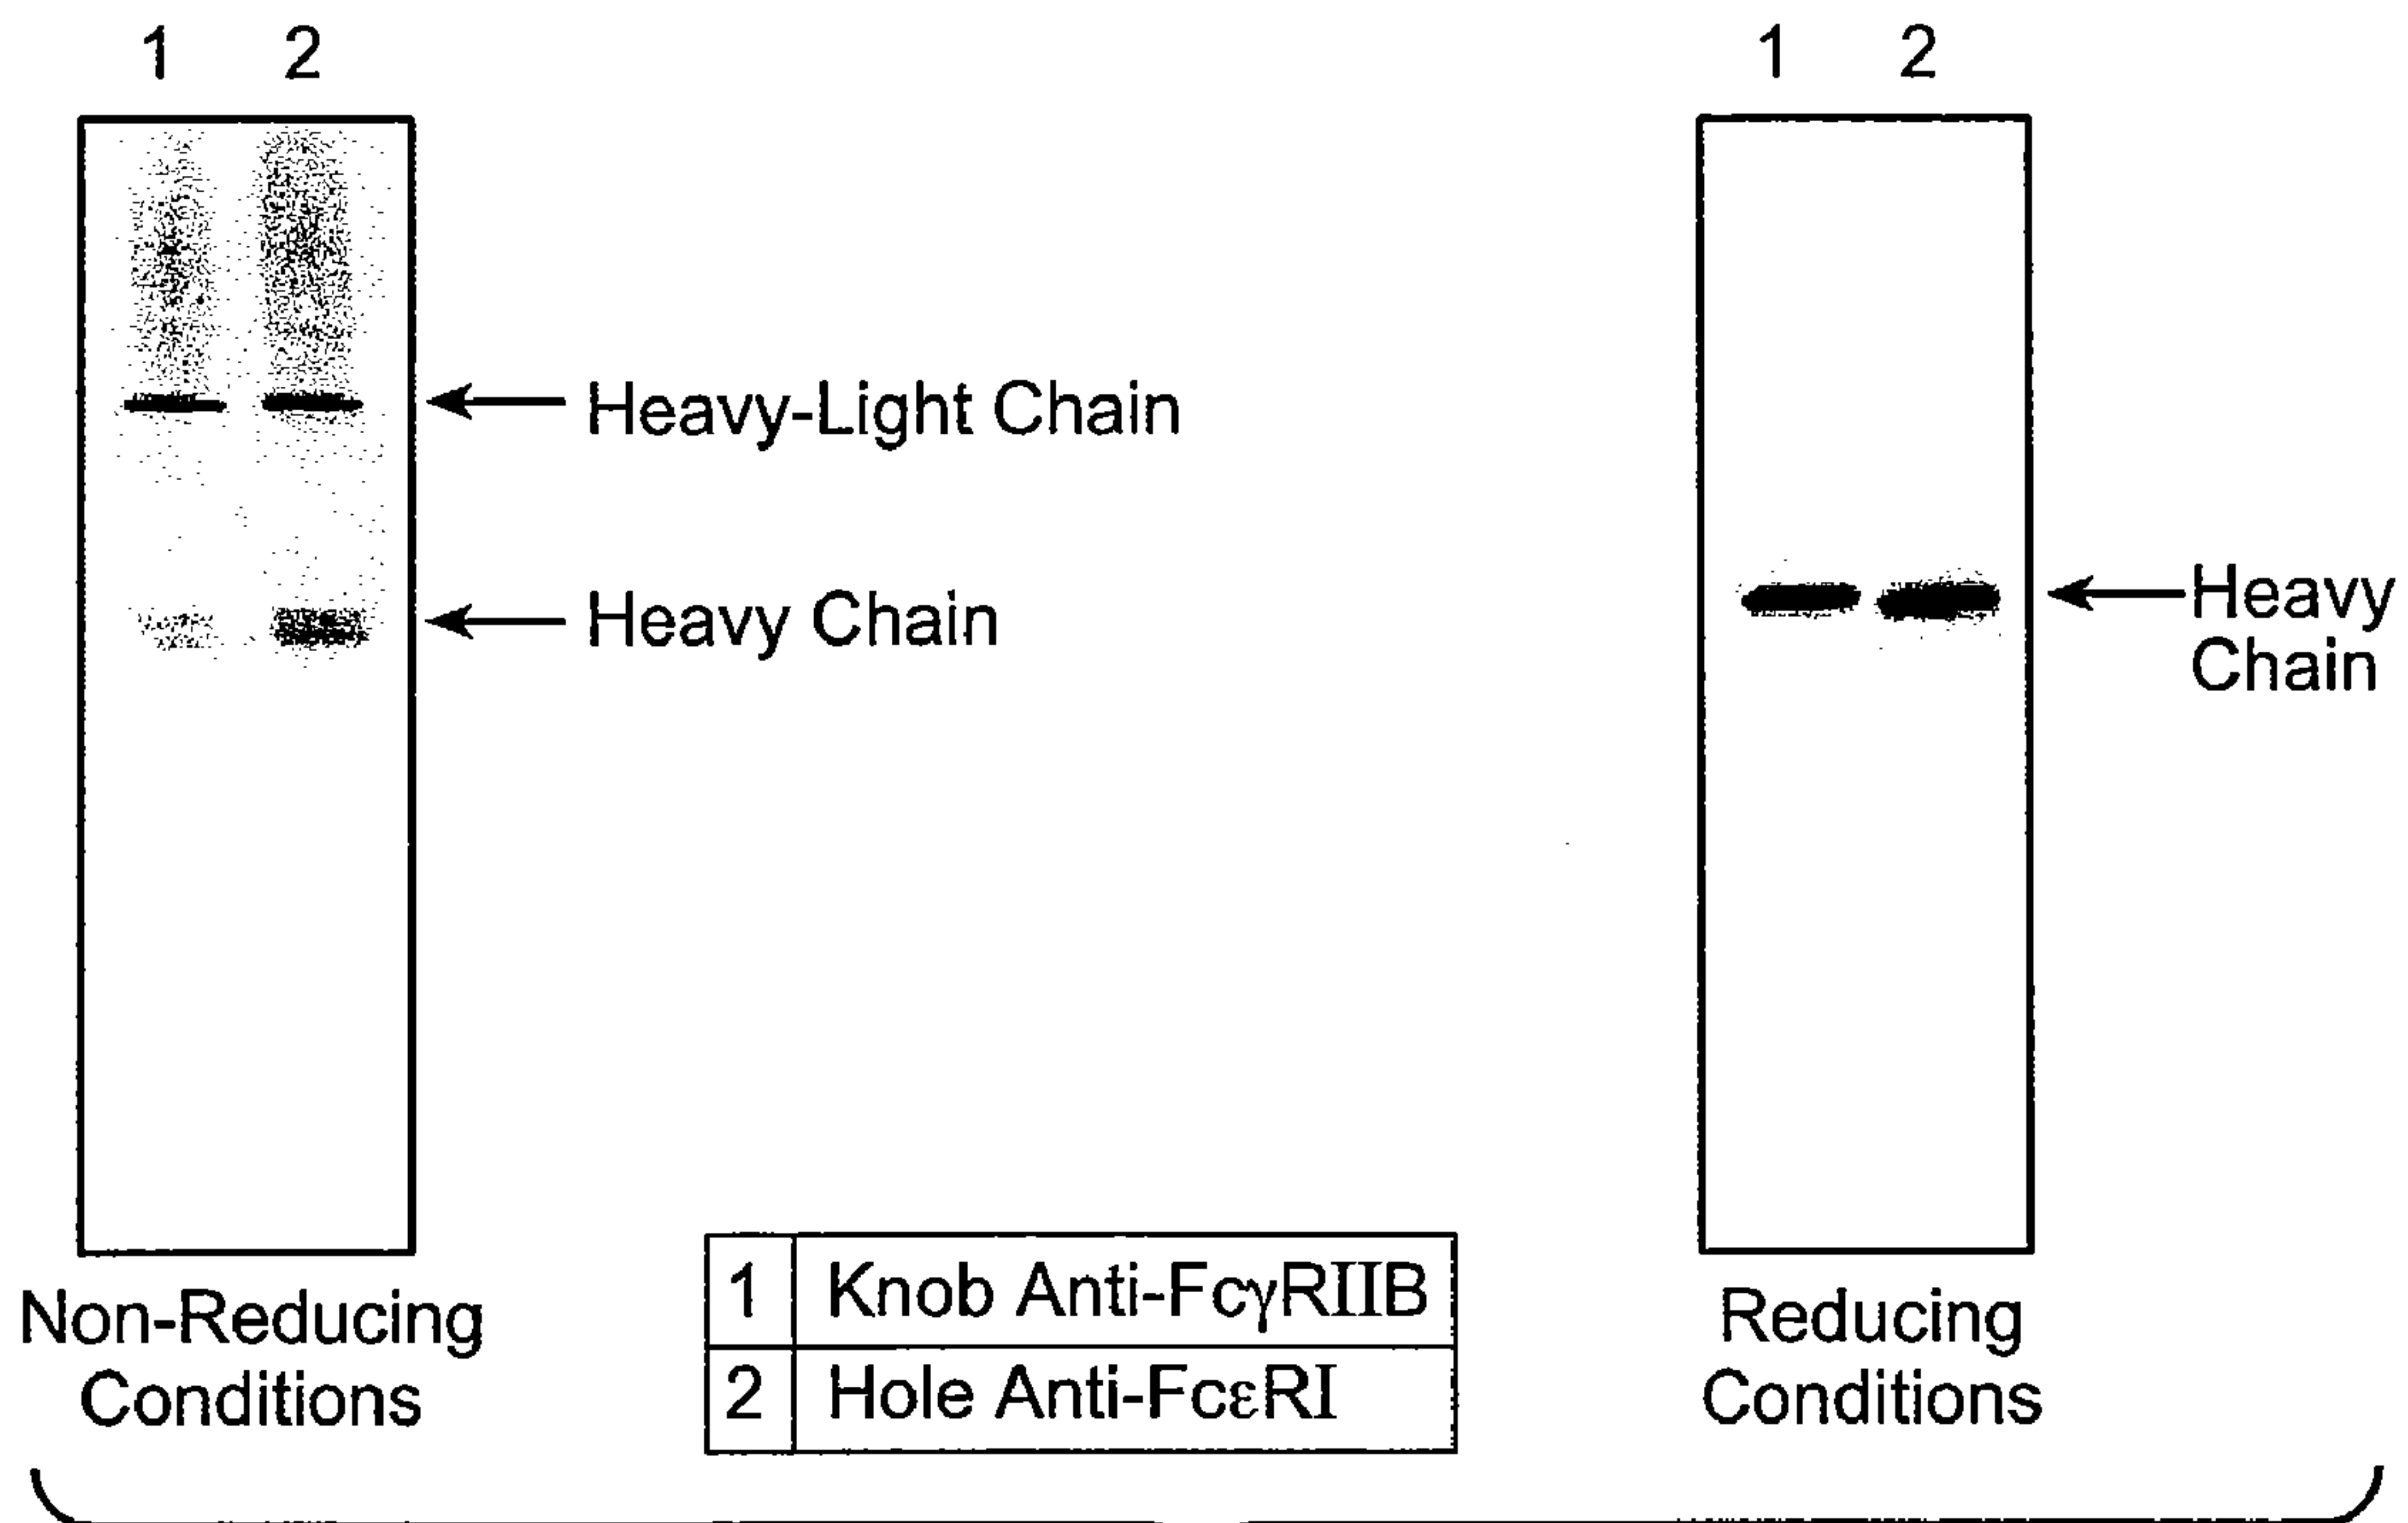 1 2
Heavy-Light Chain
Heavy Chain
Non-Reducing
Conditions
1 Knob Anti-FcγRIIB
2 Hole Anti-FcεRI
1 2
Heavy
Chain
Reducing
Conditions